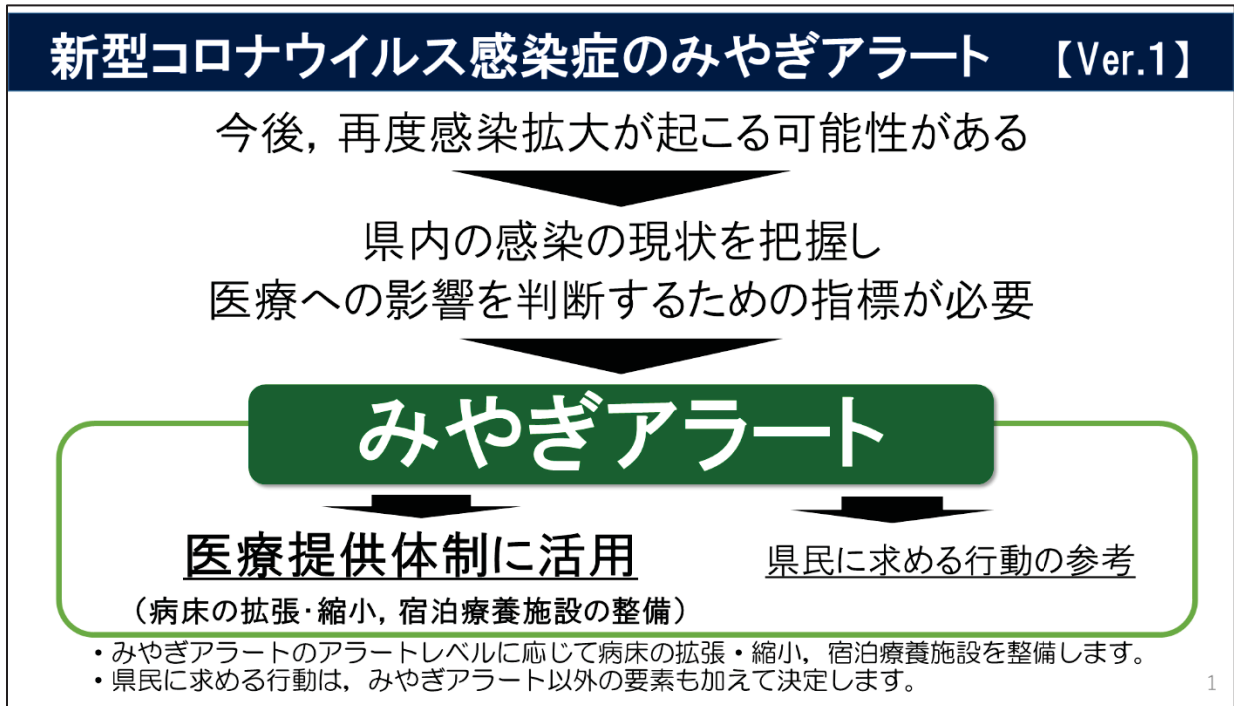 新型コロナウイルス感染症のみやぎアラート 【Ver.1】
今後，再度感染拡大が起こる可能性がある
県内の感染の現状を把握し
医療への影響を判断するための指標が必要
みやぎアラート
医療提供体制に活用
（病床の拡張・縮小，宿泊療養施設の整備）
県民に求める行動の参考
・みやぎアラートのアラートレベルに応じて病床の拡張・縮小，宿泊療養施設を整備します。
・県民に求める行動は，みやぎアラート以外の要素も加えて決定します。
1